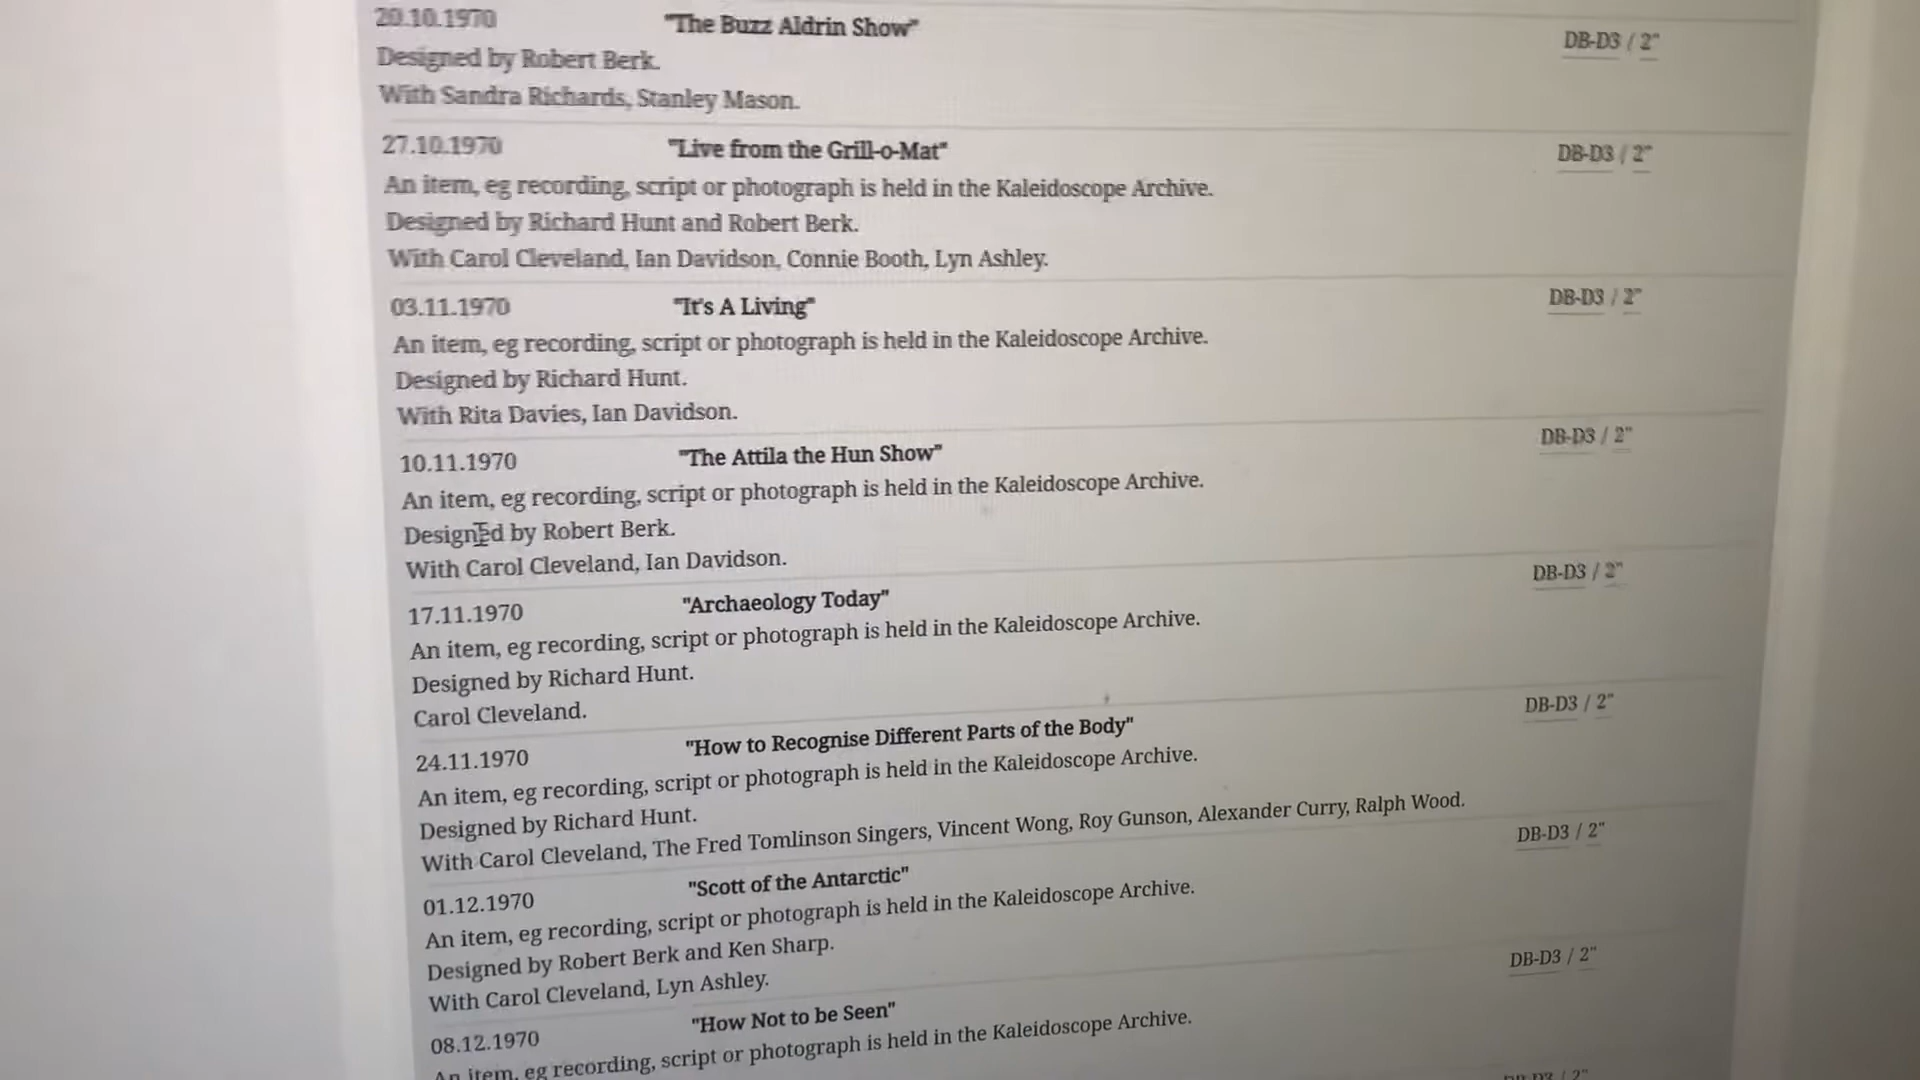 20.10.1970 "The Buzz Aldrin Show" DB-D3 / 2"
Designed by Robert Berk.
With Sandra Richards, Stanley Mason.
27.10.1970 "Live from the Grill-o-Mat" DB-D3 / 2"
An item, eg recording, script or photograph is held in the Kaleidoscope Archive.
Designed by Richard Hunt and Robert Berk.
With Carol Cleveland, Ian Davidson, Connie Booth, Lyn Ashley.
03.11.1970 "It's A Living" DB-D3 / 2"
An item, eg recording, script or photograph is held in the Kaleidoscope Archive.
Designed by Richard Hunt.
With Rita Davies, Ian Davidson.
10.11.1970 "The Attila the Hun Show" DB-D3 / 2"
An item, eg recording, script or photograph is held in the Kaleidoscope Archive.
Designed by Robert Berk.
With Carol Cleveland, Ian Davidson.
17.11.1970 "Archaeology Today" DB-D3 / 2"
An item, eg recording, script or photograph is held in the Kaleidoscope Archive.
Designed by Richard Hunt.
Carol Cleveland.
24.11.1970 "How to Recognise Different Parts of the Body" DB-D3 / 2"
An item, eg recording, script or photograph is held in the Kaleidoscope Archive.
Designed by Richard Hunt.
With Carol Cleveland, The Fred Tomlinson Singers, Vincent Wong, Roy Gunson, Alexander Curry, Ralph Wood.
01.12.1970 "Scott of the Antarctic" DB-D3 / 2"
An item, eg recording, script or photograph is held in the Kaleidoscope Archive.
Designed by Robert Berk and Ken Sharp.
With Carol Cleveland, Lyn Ashley.
08.12.1970 "How Not to be Seen" DB-D3 / 2"
An item, eg recording, script or photograph is held in the Kaleidoscope Archive.
DB-D3 / 2"